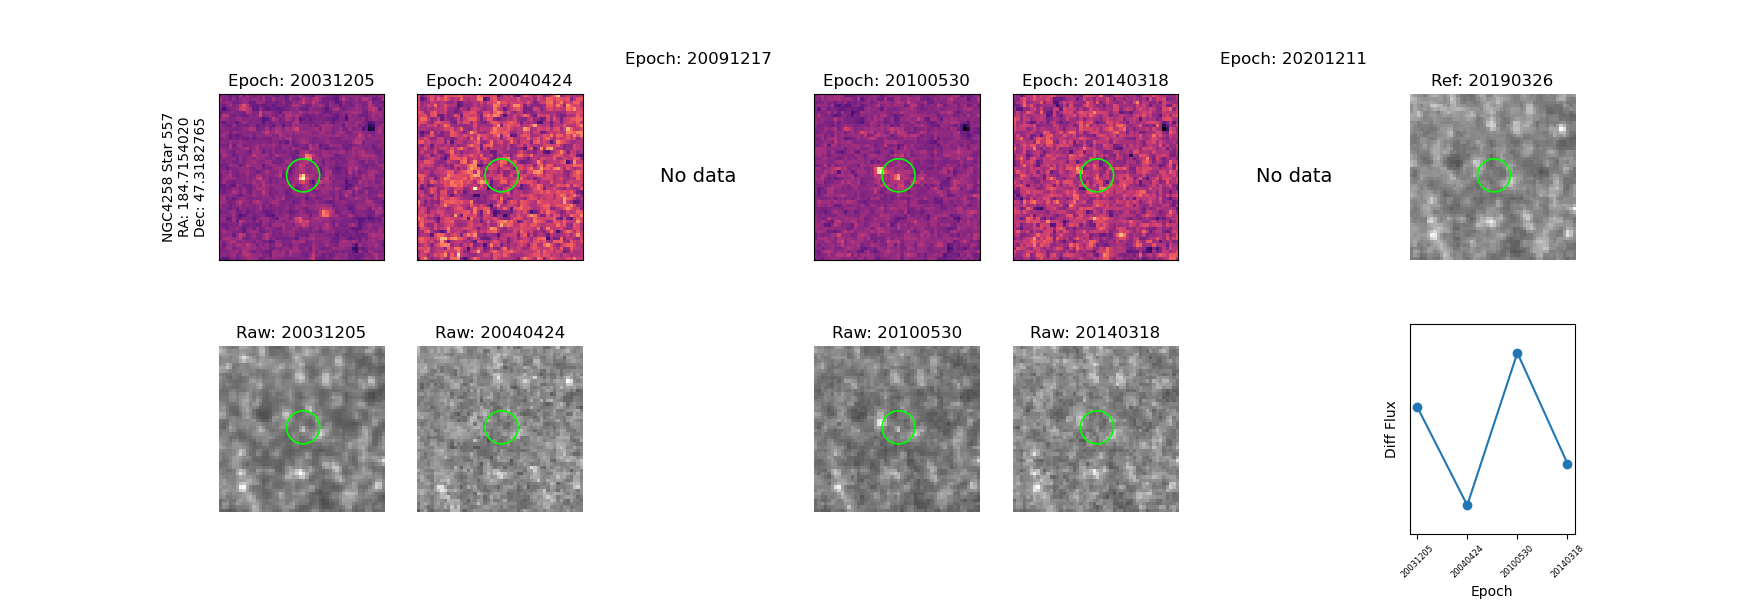 Epoch: 20031205
Epoch: 20040424
Epoch: 20091217
Epoch: 20100530
Epoch: 20140318
Epoch: 20201211
Ref: 20190326
NGC4258 Star 557
RA: 184.7154020
Dec: 47.3182765
No data
No data
Raw: 20031205
Raw: 20040424
Raw: 20100530
Raw: 20140318
Diff Flux
20031205
20040424
20100530
20140318
Epoch